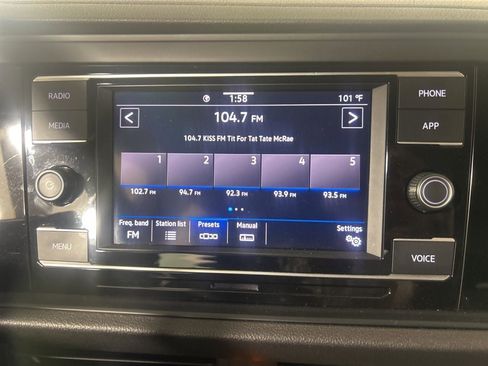 RADIO
MEDIA
MENU
PHONE
APP
VOICE
1:58
101 °F
< 104.7 FM >
104.7 KISS FM Tit For Tat Tate McRae
1 2 3 4 5
102.7 FM 94.7 FM 92.3 FM 93.9 FM 93.5 FM
Freq. band Station list Presets Manual Settings
FM